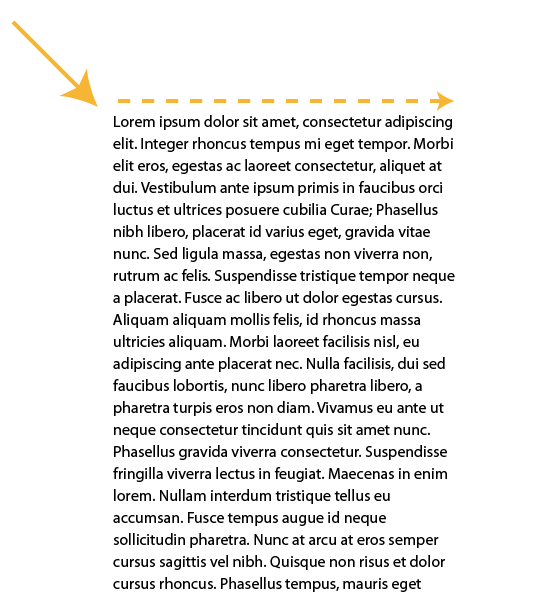 Lorem ipsum dolor sit amet, consectetur adipiscing
elit. Integer rhoncus tempus mi eget tempor. Morbi
elit eros, egestas ac laoreet consectetur, aliquet at
dui. Vestibulum ante ipsum primis in faucibus orci
luctus et ultrices posuere cubilia Curae; Phasellus
nibh libero, placerat id varius eget, gravida vitae
nunc. Sed ligula massa, egestas non viverra non,
rutrum ac felis. Suspendisse tristique tempor neque
a placerat. Fusce ac libero ut dolor egestas cursus.
Aliquam aliquam mollis felis, id rhoncus massa
ultricies aliquam. Morbi laoreet facilisis nisl, eu
adipiscing ante placerat nec. Nulla facilisis, dui sed
faucibus lobortis, nunc libero pharetra libero, a
pharetra turpis eros non diam. Vivamus eu ante ut
neque consectetur tincidunt quis sit amet nunc.
Phasellus gravida viverra consectetur. Suspendisse
fringilla viverra lectus in feugiat. Maecenas in enim
lorem. Nullam interdum tristique tellus eu
accumsan. Fusce tempus augue id neque
sollicitudin pharetra. Nunc at arcu at eros semper
cursus sagittis vel nibh. Quisque non risus et dolor
cursus rhoncus. Phasellus tempus, mauris eget